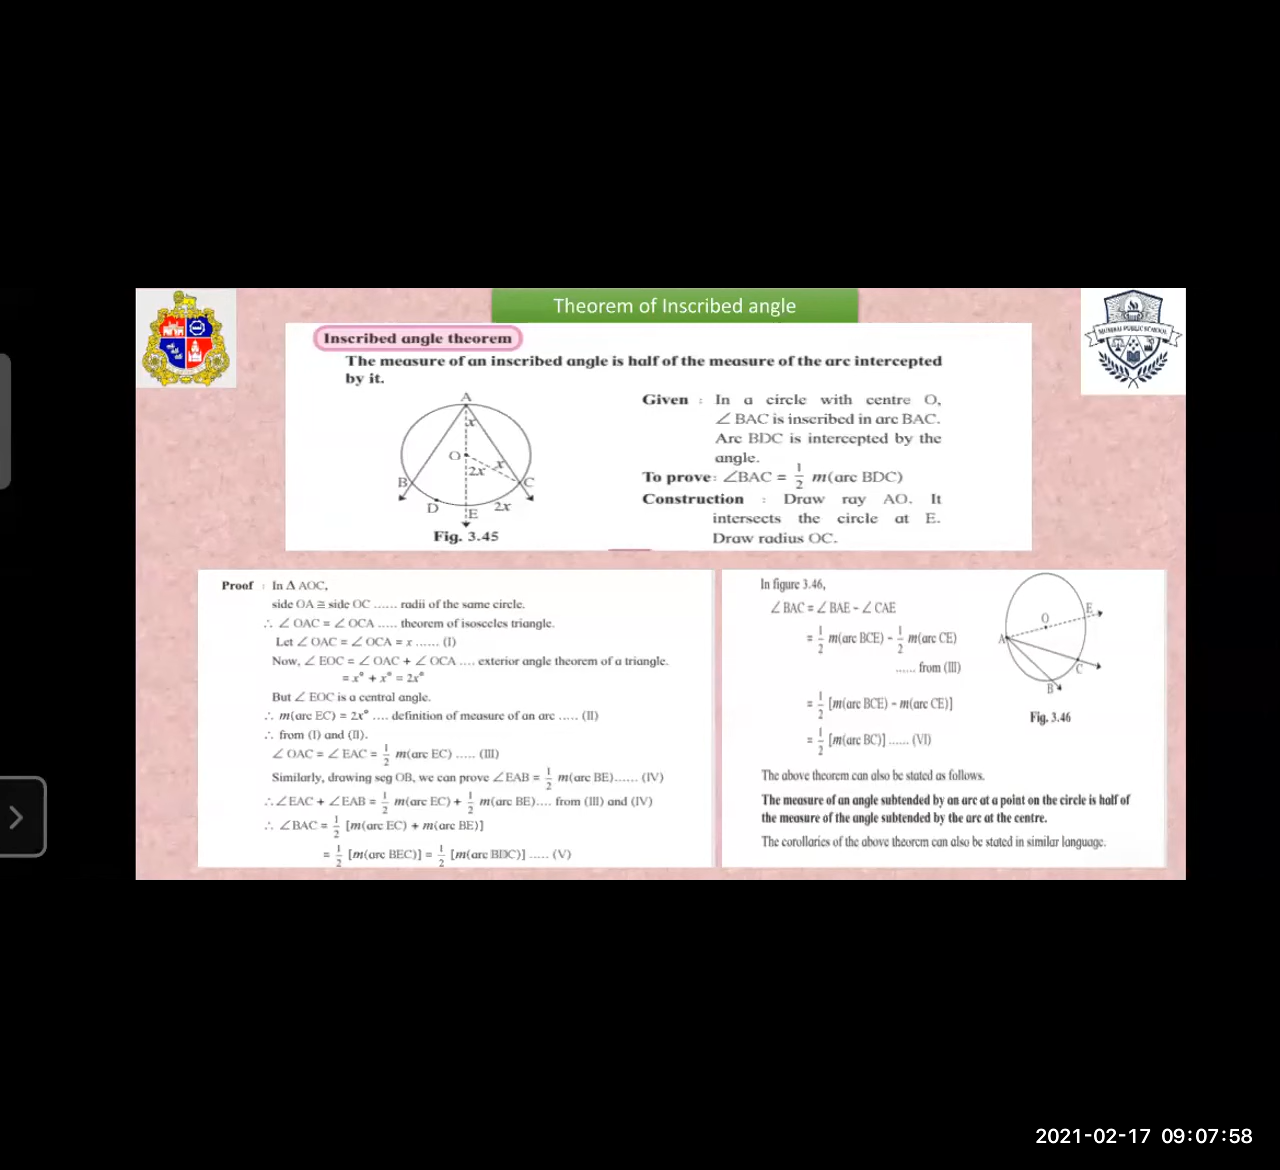 Theorem of Inscribed angle
MUMBAI PUBLIC SCHOOL
Inscribed angle theorem
The measure of an inscribed angle is half of the measure of the arc intercepted
by it.
A
x
O
x
2x
B
C
D
E
2x
Fig. 3.45
Given : In a circle with centre O,
∠ BAC is inscribed in arc BAC.
Arc BDC is intercepted by the
angle.
To prove: ∠BAC = 1/2 m(arc BDC)
Construction : Draw ray AO. It
intersects the circle at E.
Draw radius OC.
Proof : In Δ AOC,
side OA ≅ side OC ...... radii of the same circle.
∴ ∠ OAC = ∠ OCA ..... theorem of isosceles triangle.
Let ∠ OAC = ∠ OCA = x ...... (I)
Now, ∠ EOC = ∠ OAC + ∠ OCA .... exterior angle theorem of a triangle.
= x° + x° = 2x°
But ∠ EOC is a central angle.
∴ m(arc EC) = 2x° .... definition of measure of an arc ..... (II)
∴ from (I) and (II).
∠ OAC = ∠ EAC = 1/2 m(arc EC) ..... (III)
Similarly, drawing seg OB, we can prove ∠EAB = 1/2 m(arc BE)...... (IV)
∴ ∠EAC + ∠EAB = 1/2 m(arc EC) + 1/2 m(arc BE).... from (III) and (IV)
∴ ∠BAC = 1/2 [m(arc EC) + m(arc BE)]
= 1/2 [m(arc BEC)] = 1/2 [m(arc BDC)] ..... (V)
In figure 3.46,
∠ BAC = ∠ BAE - ∠ CAE
= 1/2 m(arc BCE) - 1/2 m(arc CE)
...... from (III)
= 1/2 [m(arc BCE) - m(arc CE)]
= 1/2 [m(arc BC)] ...... (VI)
O
E
A
C
B
Fig. 3.46
The above theorem can also be stated as follows.
The measure of an angle subtended by an arc at a point on the circle is half of
the measure of the angle subtended by the arc at the centre.
The corollaries of the above theorem can also be stated in similar language.
2021-02-17 09:07:58